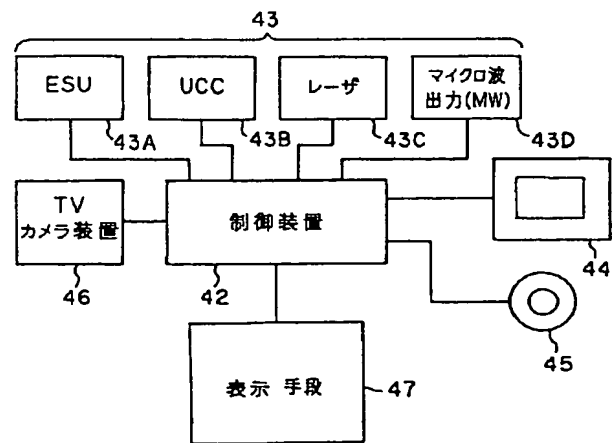 43
ESU
UCC
レーザ
マイクロ波
出力(MW)
43A
43B
43C
43D
TV
カメラ装置
制御装置
46
42
44
45
表示 手段
47